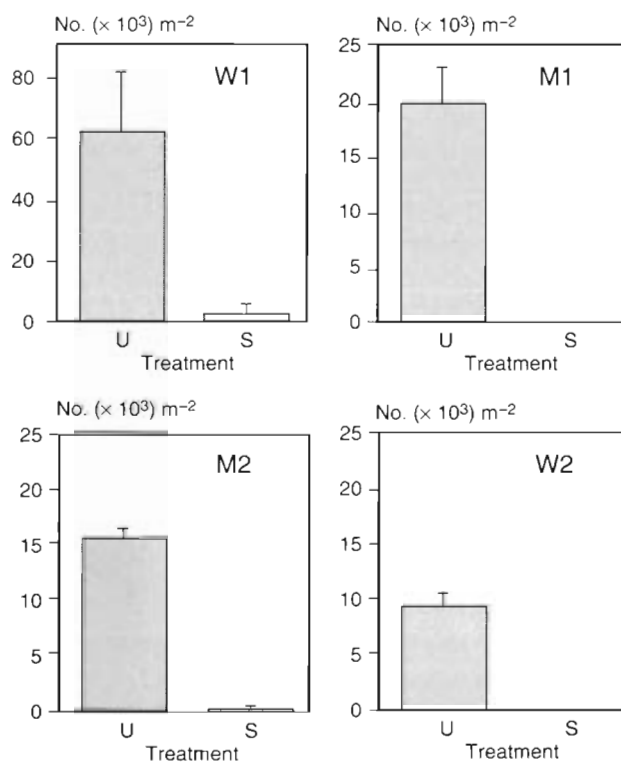 No. (× 10³) m⁻²
W1
80
60
40
20
0
U S
Treatment
No. (× 10³) m⁻²
M1
25
20
15
10
5
0
U S
Treatment
No. (× 10³) m⁻²
M2
25
20
15
10
5
0
U S
Treatment
No. (× 10³) m⁻²
W2
25
20
15
10
5
0
U S
Treatment